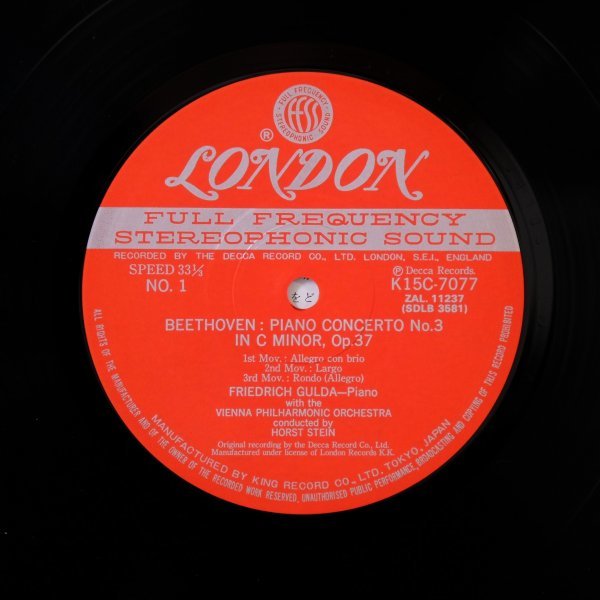 FULL FREQUENCY
ffss
STEREOPHONIC SOUND
®
LONDON
FULL FREQUENCY
STEREOPHONIC SOUND
RECORDED BY THE DECCA RECORD CO., LTD. LONDON, S.E.I., ENGLAND
SPEED 33⅓
NO. 1
℗ Decca Records.
K15C-7077
ZAL. 11237
(SDLB 3581)
をど
BEETHOVEN : PIANO CONCERTO No.3
IN C MINOR, Op.37
1st Mov. : Allegro con brio
2nd Mov. : Largo
3rd Mov. : Rondo (Allegro)
FRIEDRICH GULDA—Piano
with the
VIENNA PHILHARMONIC ORCHESTRA
conducted by
HORST STEIN
Original recording by the Decca Record Co., Ltd.
Manufactured under license of London Records K.K.
MANUFACTURED BY KING RECORD CO., LTD. TOKYO, JAPAN
ALL RIGHTS OF THE MANUFACTURER AND OF THE OWNER OF THE RECORDED WORK RESERVED, UNAUTHORISED PUBLIC PERFORMANCE, BROADCASTING AND COPYING OF THIS RECORD PROHIBITED